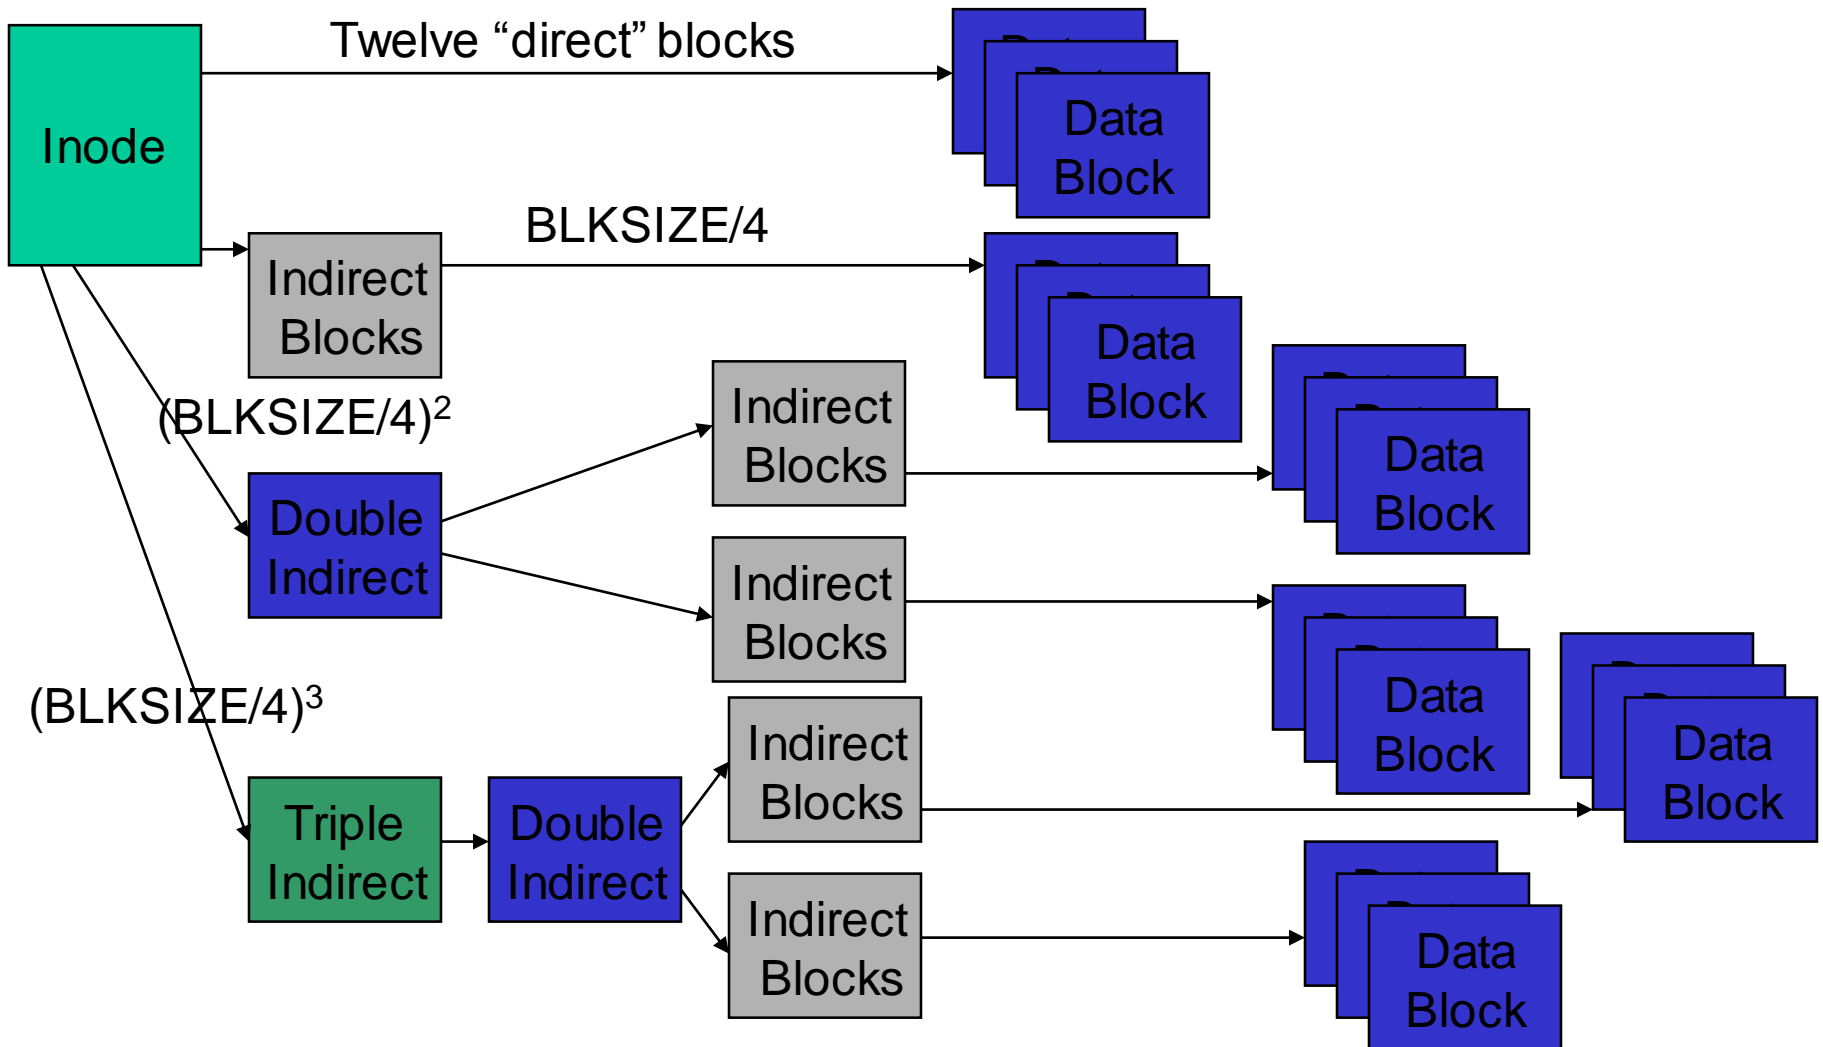 Twelve “direct” blocks
Inode
Data
Block
BLKSIZE/4
Indirect
Blocks
Data
Block
(BLKSIZE/4)²
Indirect
Blocks
Data
Block
Double
Indirect
Indirect
Blocks
Data
Block
(BLKSIZE/4)³
Indirect
Blocks
Data
Block
Triple
Indirect
Double
Indirect
Indirect
Blocks
Data
Block